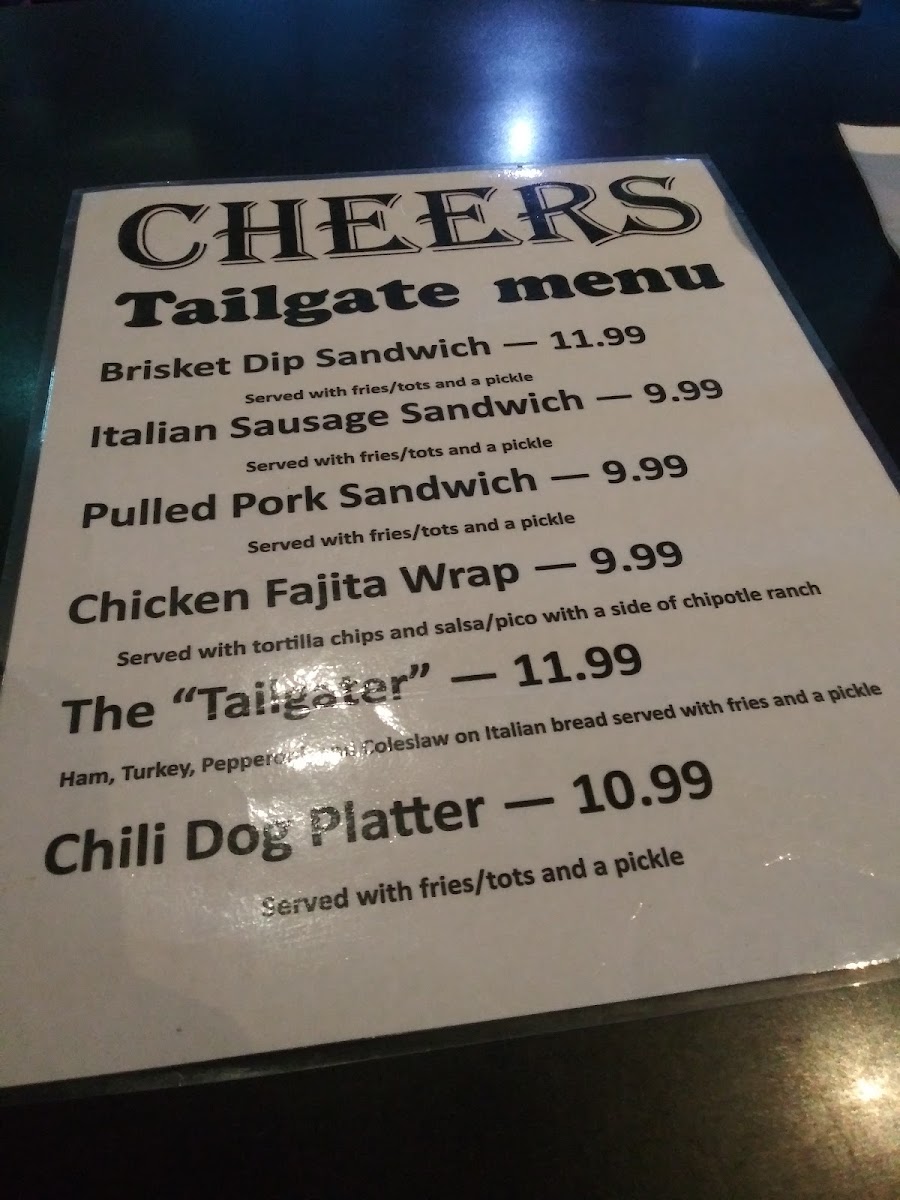 CHEERS
Tailgate menu
Brisket Dip Sandwich — 11.99
Served with fries/tots and a pickle
Italian Sausage Sandwich — 9.99
Served with fries/tots and a pickle
Pulled Pork Sandwich — 9.99
Served with fries/tots and a pickle
Chicken Fajita Wrap — 9.99
Served with tortilla chips and salsa/pico with a side of chipotle ranch
The “Tailgater” — 11.99
Ham, Turkey, Pepperoni and Coleslaw on Italian bread served with fries and a pickle
Chili Dog Platter — 10.99
Served with fries/tots and a pickle